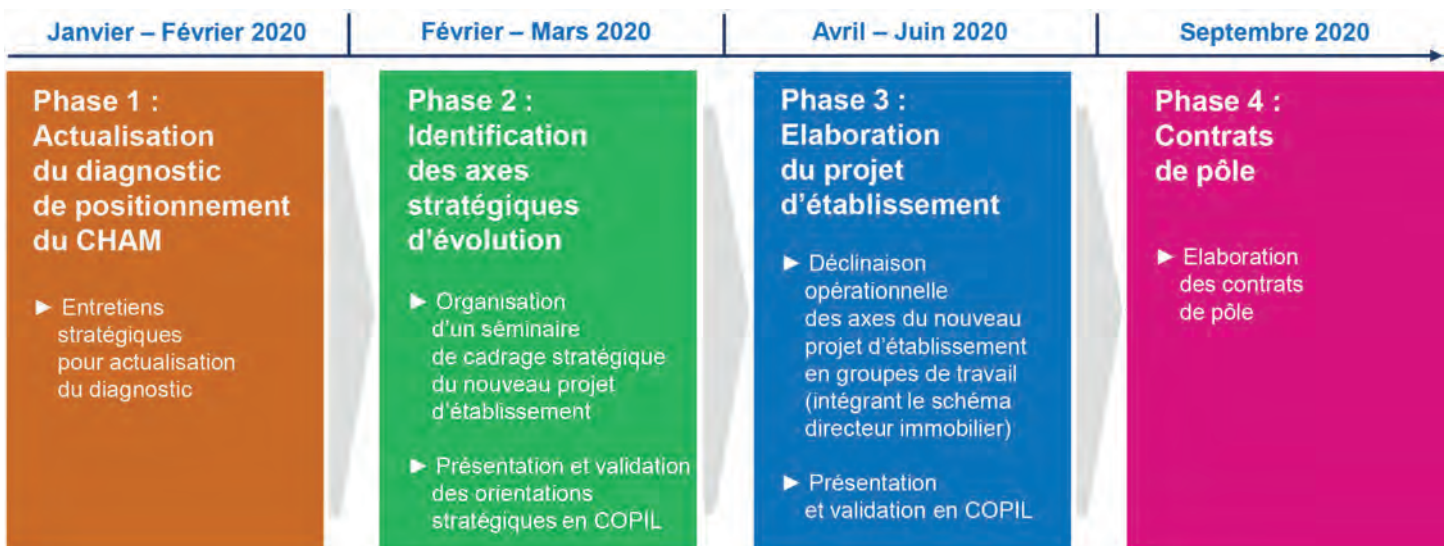 Janvier – Février 2020
Février – Mars 2020
Avril – Juin 2020
Septembre 2020
Phase 1 :
Actualisation
du diagnostic
de positionnement
du CHAM
► Entretiens
stratégiques
pour actualisation
du diagnostic
Phase 2 :
Identification
des axes
stratégiques
d'évolution
► Organisation
d'un séminaire
de cadrage stratégique
du nouveau projet
d'établissement
► Présentation et validation
des orientations
stratégiques en COPIL
Phase 3 :
Elaboration
du projet
d'établissement
► Déclinaison
opérationnelle
des axes du nouveau
projet d'établissement
en groupes de travail
(intégrant le schéma
directeur immobilier)
► Présentation
et validation en COPIL
Phase 4 :
Contrats
de pôle
► Elaboration
des contrats
de pôle